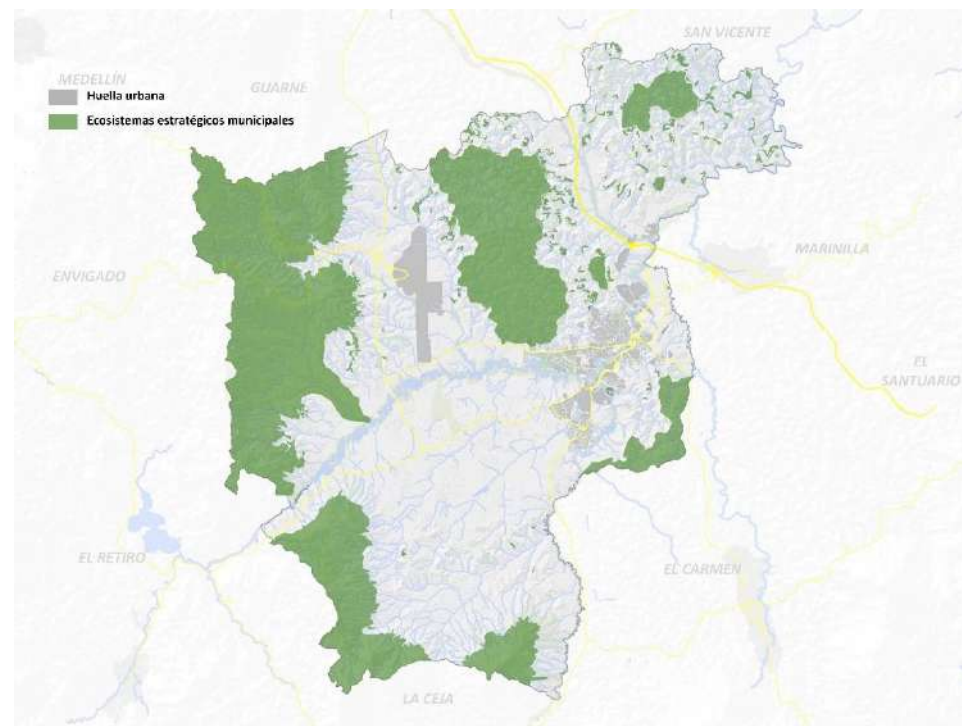 SAN VICENTE
MEDELLÍN
GUARNE
Huella urbana
Ecosistemas estratégicos municipales
MARINILLA
ENVIGADO
EL
SANTUARIO
EL RETIRO
EL CARMEN
LA CEJA